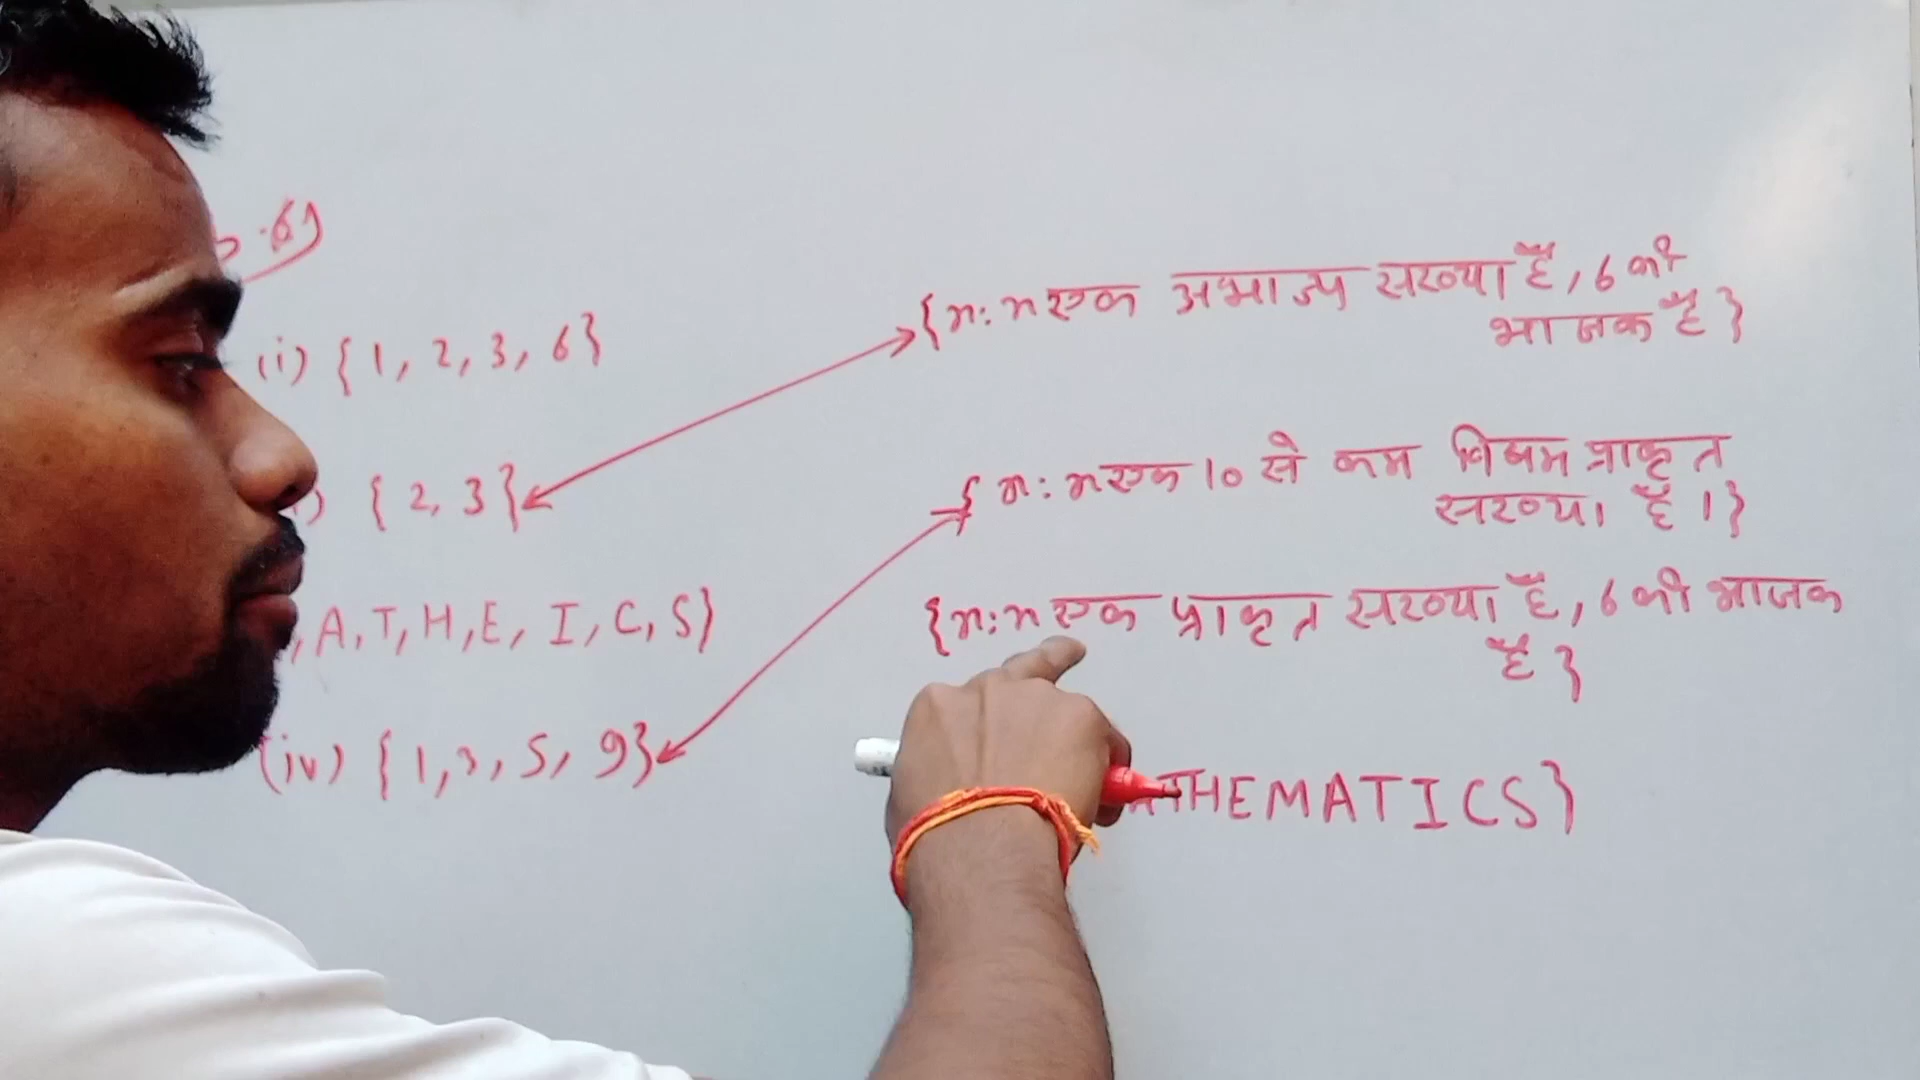 .6)
(i) {1, 2, 3, 6}
) {2, 3}
, A, T, H, E, I, C, S}
(iv) {1, 3, 5, 9}
{n: n एक अभाज्य संख्या है, 6 की
भाजक है}
{n: n एक 10 से कम विषम प्राकृत
संख्या है ।}
{n: n एक प्राकृत संख्या है, 6 की भाजक
है}
THEMATICS}